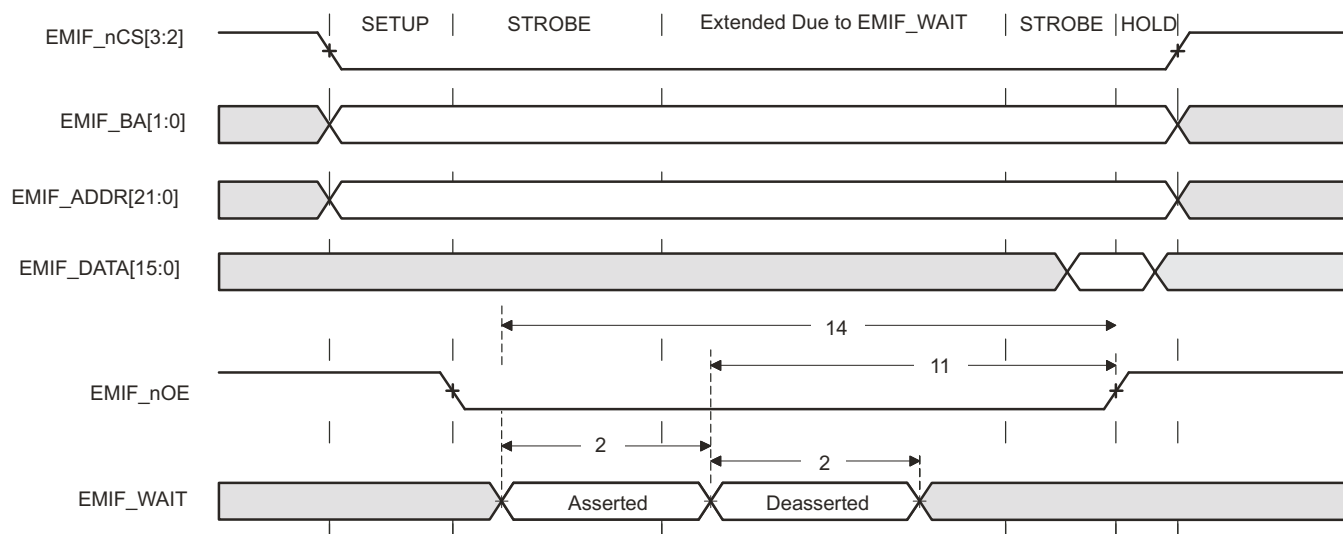 SETUP STROBE Extended Due to EMIF_WAIT STROBE HOLD
EMIF_nCS[3:2]
EMIF_BA[1:0]
EMIF_ADDR[21:0]
EMIF_DATA[15:0]
14
11
EMIF_nOE
2
2
EMIF_WAIT Asserted Deasserted